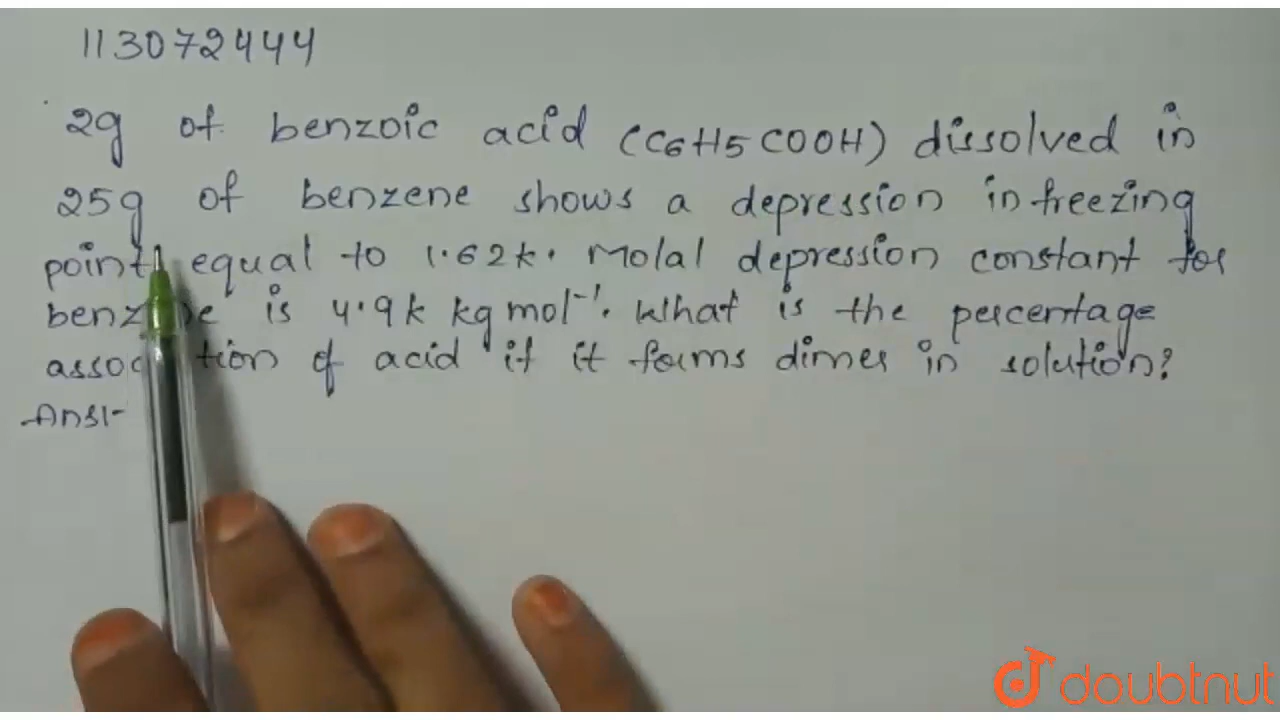 113072444
2g of benzoic acid (C6H5COOH) dissolved in
25g of benzene shows a depression in freezing
point equal to 1.62k. Molal depression constant for
is 4.9k kg mol⁻¹. What is the percentage
of acid if it forms dimer in solution?
Ans:-
doubtnut